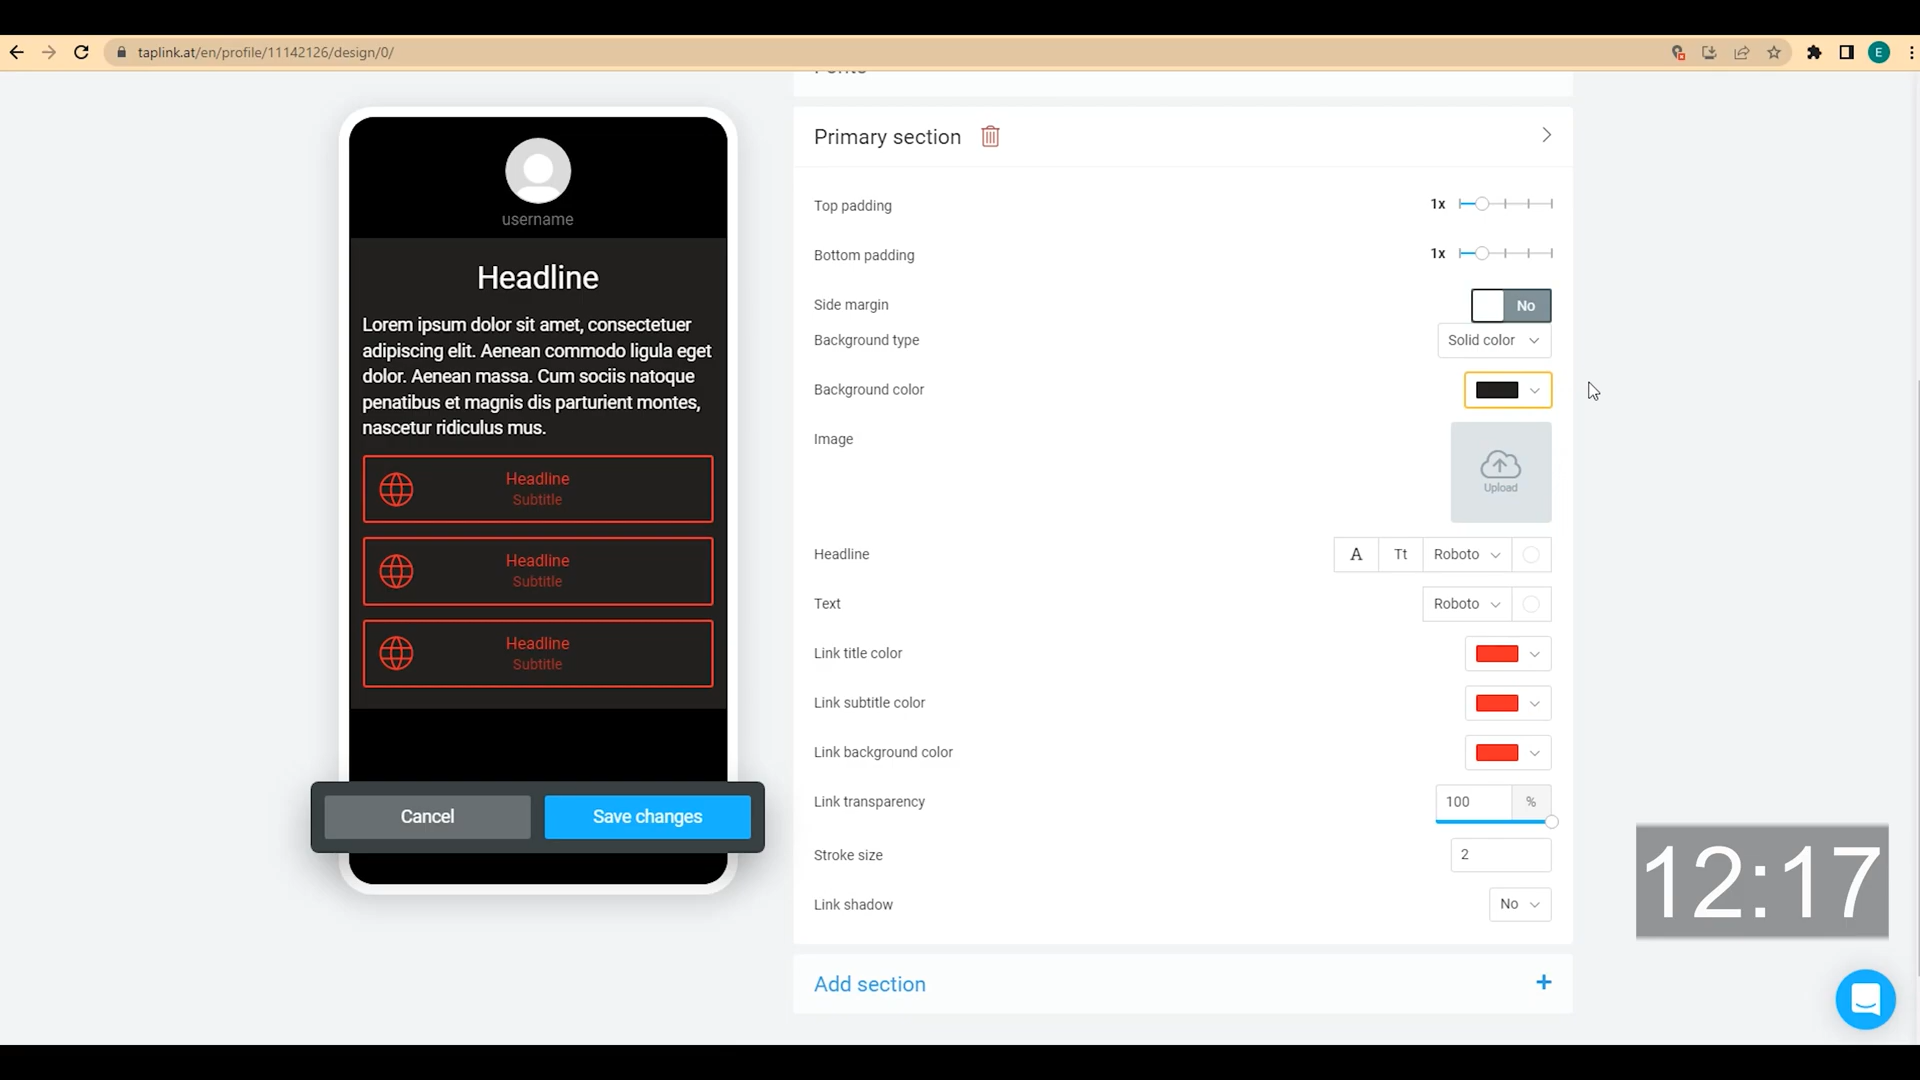 taplink.at/en/profile/11142126/design/0/
E
Primary section
Top padding
1x
Bottom padding
1x
Side margin
No
Background type
Solid color
Background color
Image
Upload
Headline
A
Tt
Roboto
Text
Roboto
Link title color
Link subtitle color
Link background color
Link transparency
100
%
Stroke size
2
Link shadow
No
Add section
+
username
Headline
Lorem ipsum dolor sit amet, consectetuer
adipiscing elit. Aenean commodo ligula eget
dolor. Aenean massa. Cum sociis natoque
penatibus et magnis dis parturient montes,
nascetur ridiculus mus.
Headline
Subtitle
Headline
Subtitle
Headline
Subtitle
Cancel
Save changes
12:17